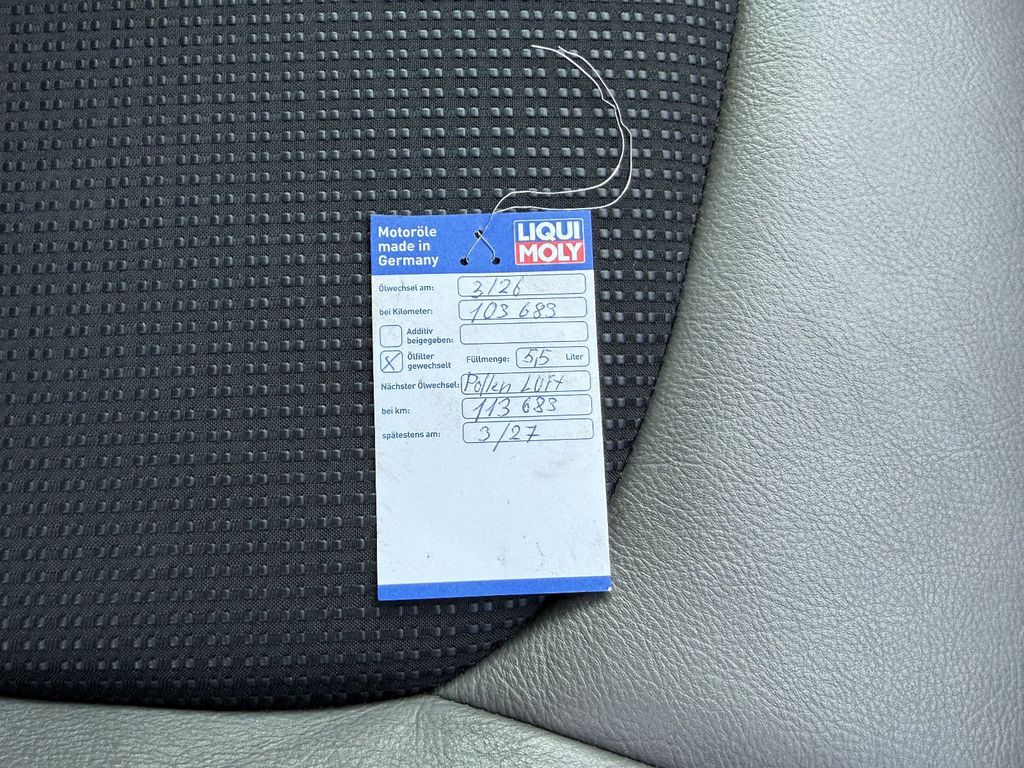 Motoröle
made in
Germany
LIQUI
MOLY
Ölwechsel am: 3/26
bei Kilometer: 103 683
Additiv
beigegeben:
Ölfilter
gewechselt
Füllmenge: 5,5 Liter
Nächster Ölwechsel: Pollen Luft
bei km: 113 683
spätestens am: 3/27